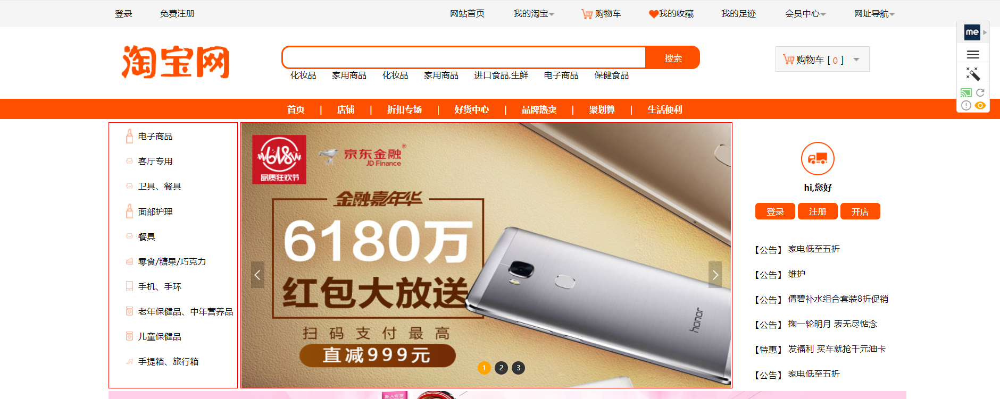 登录 免费注册 网站首页 我的淘宝 购物车 我的收藏 我的足迹 会员中心 网址导航
me
淘宝网
搜索
购物车 [ 0 ]
化妆品 家用商品 化妆品 家用商品 进口食品,生鲜 电子商品 保健食品
首页 | 店铺 | 折扣专场 | 好货中心 | 品牌热卖 | 聚划算 | 生活便利
电子商品
客厅专用
卫具、餐具
面部护理
餐具
零食/糖果/巧克力
手机、手环
老年保健品、中年营养品
儿童保健品
手提箱、旅行箱
618
品质狂欢节
京东金融®
JD Finance
金融嘉年华
6180万
红包大放送
扫码支付最高
直减999元
honor
1 2 3
hi,您好
登录 注册 开店
【公告】 家电低至五折
【公告】 维护
【公告】 倩碧补水组合套装8折促销
【公告】 掬一轮明月 表无尽惦念
【特惠】 发福利 买车就抢千元油卡
【公告】 家电低至五折
新人专享